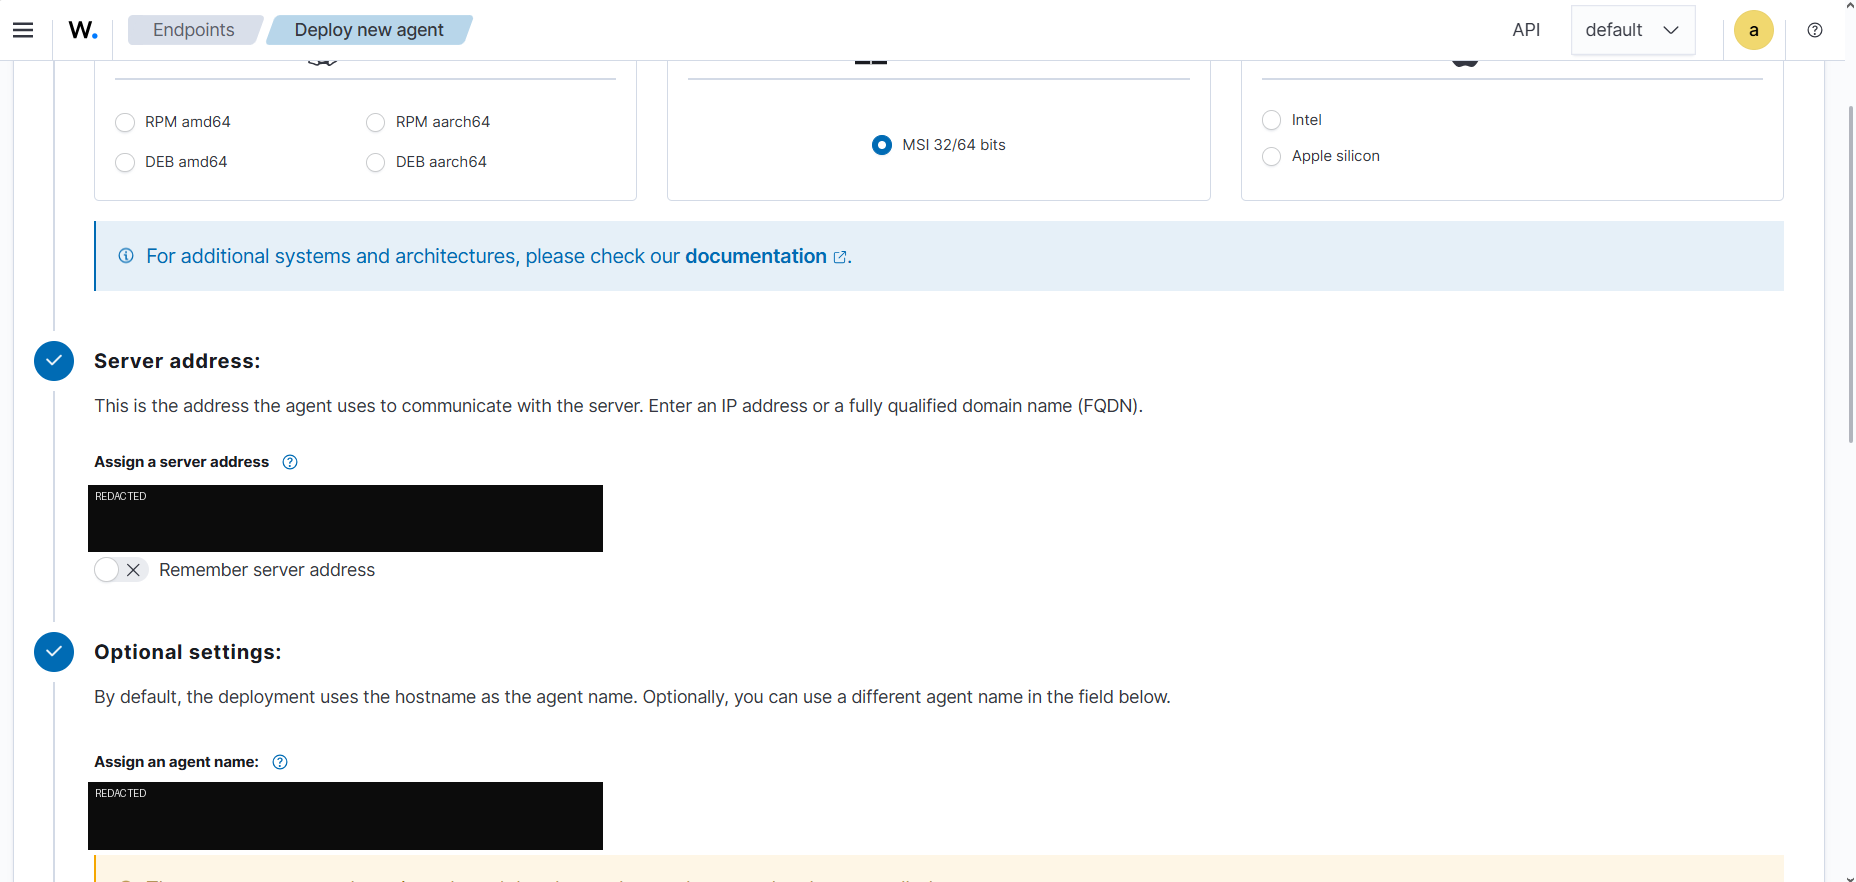 W.
Endpoints
Deploy new agent
API
default
a
RPM amd64
RPM aarch64
DEB amd64
DEB aarch64
MSI 32/64 bits
Intel
Apple silicon
For additional systems and architectures, please check our documentation.
Server address:
This is the address the agent uses to communicate with the server. Enter an IP address or a fully qualified domain name (FQDN).
Assign a server address
REDACTED
Remember server address
Optional settings:
By default, the deployment uses the hostname as the agent name. Optionally, you can use a different agent name in the field below.
Assign an agent name:
REDACTED